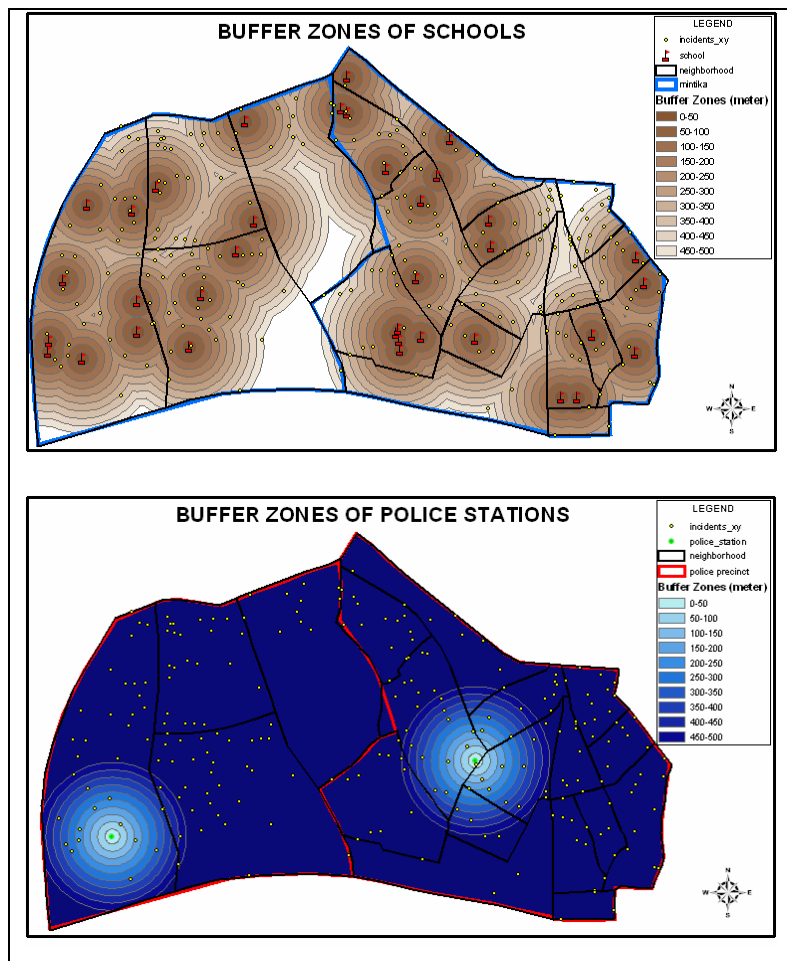 BUFFER ZONES OF SCHOOLS
LEGEND
incidents_xy
school
neighborhood
mintika
Buffer Zones (meter)
0-50
50-100
100-150
150-200
200-250
250-300
300-350
350-400
400-450
450-500
N
W E
S
BUFFER ZONES OF POLICE STATIONS
LEGEND
incidents_xy
police_station
neighborhood
police precinct
Buffer Zones (meter)
0-50
50-100
100-150
150-200
200-250
250-300
300-350
350-400
400-450
450-500
N
W E
S